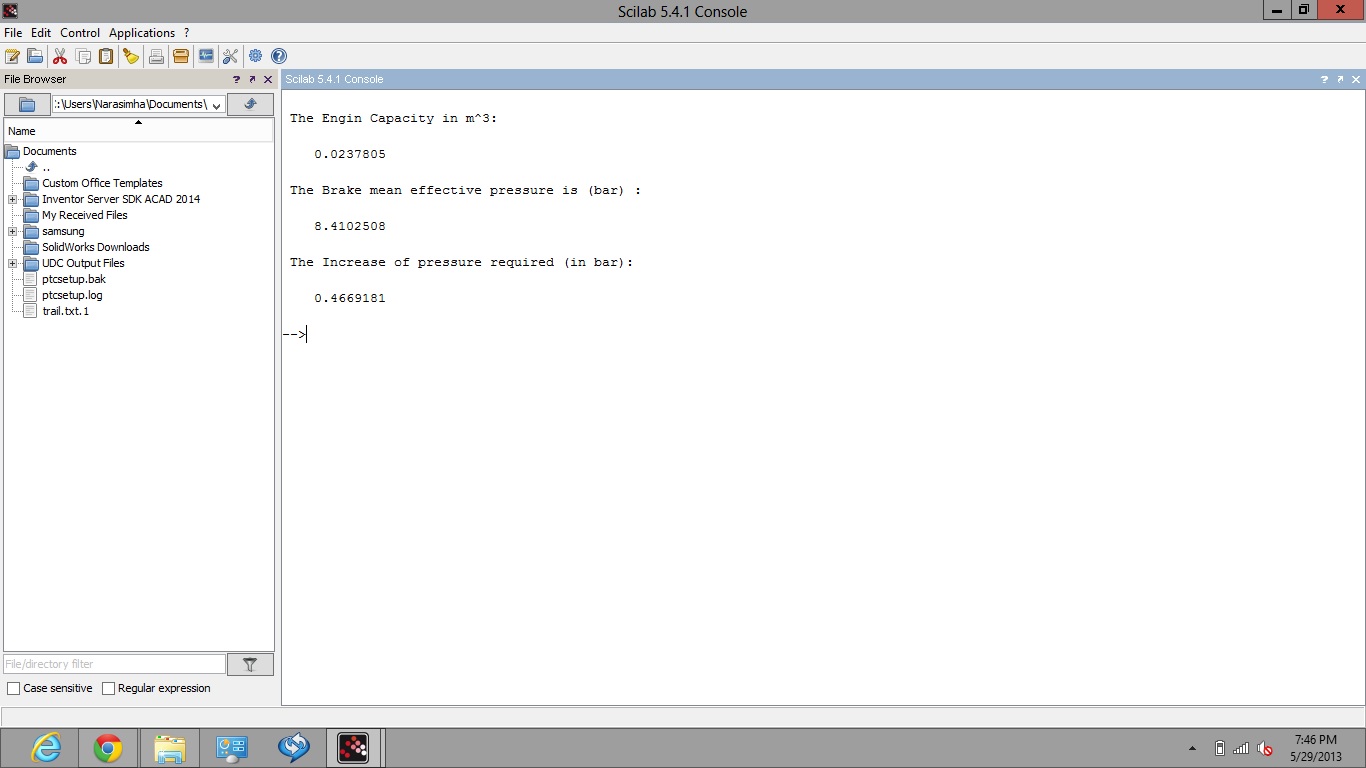 Scilab 5.4.1 Console
File Edit Control Applications ?
File Browser ? ↗ ×
Scilab 5.4.1 Console ? ↗ ×
:\Users\Narasimha\Documents\
Name
Documents
..
Custom Office Templates
Inventor Server SDK ACAD 2014
My Received Files
samsung
SolidWorks Downloads
UDC Output Files
ptcsetup.bak
ptcsetup.log
trail.txt.1
File/directory filter
Case sensitive Regular expression
The Engin Capacity in m^3:
0.0237805
The Brake mean effective pressure is (bar) :
8.4102508
The Increase of pressure required (in bar):
0.4669181
-->
7:46 PM
5/29/2013